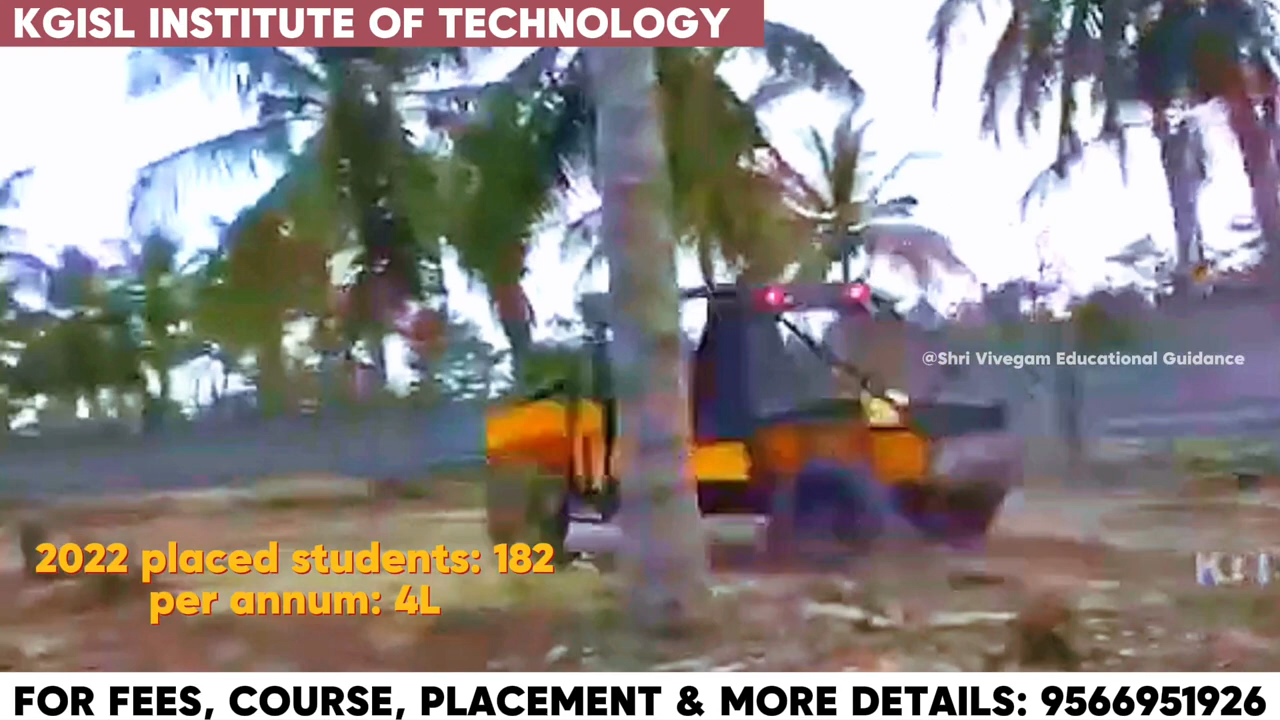 KGISL INSTITUTE OF TECHNOLOGY
@Shri Vivegam Educational Guidance
2022 placed students: 182
per annum: 4L
FOR FEES, COURSE, PLACEMENT & MORE DETAILS: 9566951926